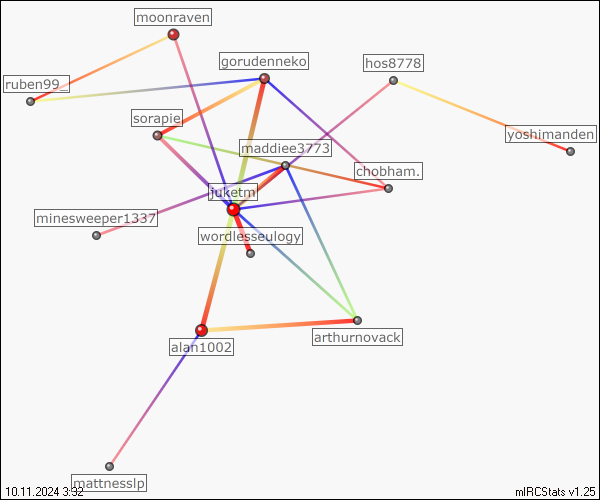 moonraven
gorudenneko
hos8778
ruben99_
sorapie
yoshimanden
maddiee3773
chobham.
juketm
minesweeper1337
wordlesseulogy
arthurnovack
alan1002
mattnesslp
10.11.2024 3:32
mIRCStats v1.25